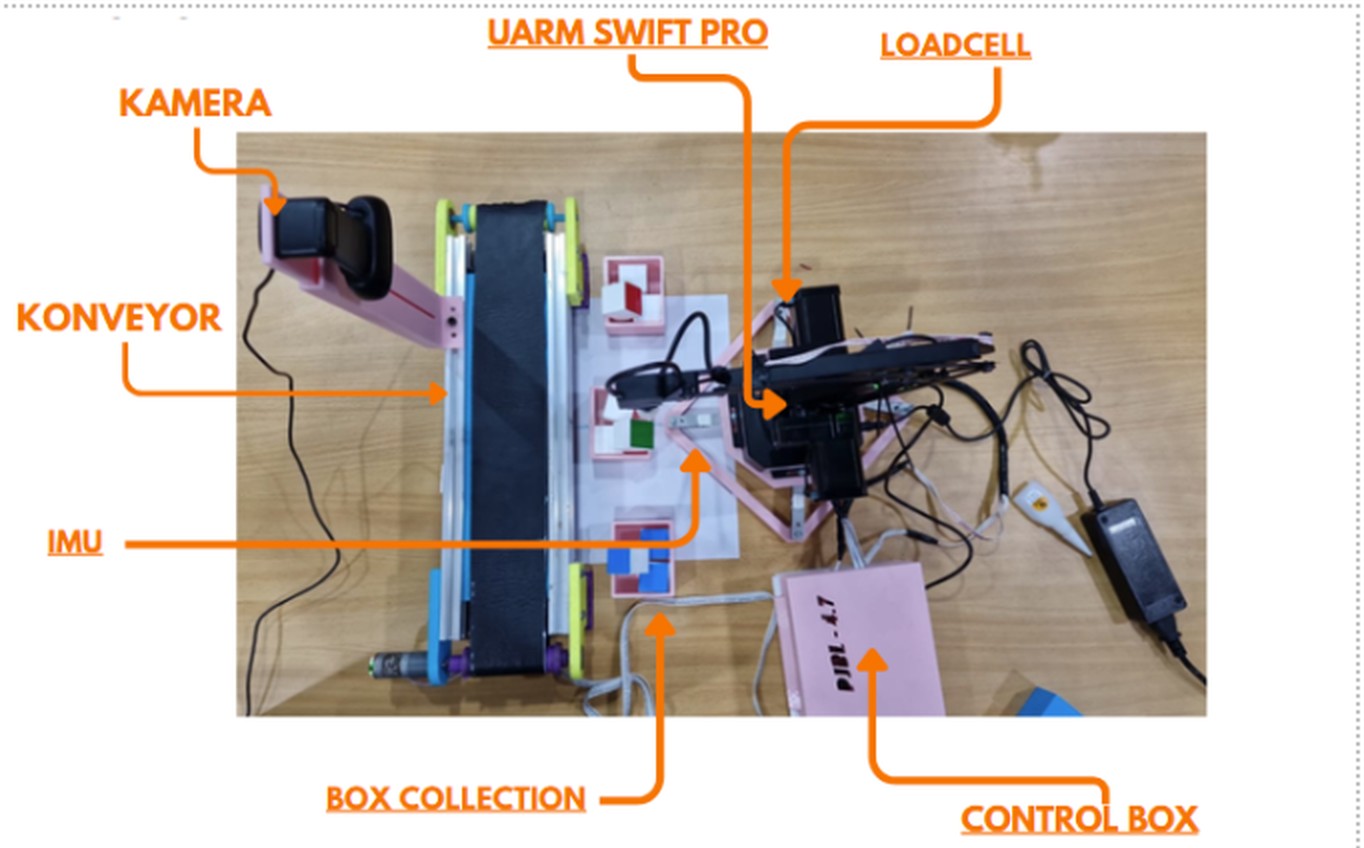 UARM SWIFT PRO
LOADCELL
KAMERA
KONVEYOR
IMU
PJBL - 4.7
BOX COLLECTION
CONTROL BOX